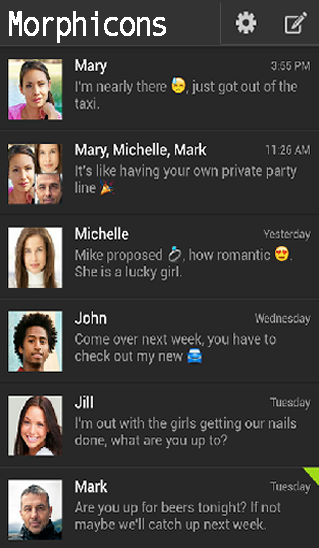 Morphicons
Mary 3:55 PM
I'm nearly there 😓, just got out of the
taxi.
Mary, Michelle, Mark 11:26 AM
It's like having your own private party
line 🎉
Michelle Yesterday
Mike proposed 💍, how romantic 😍.
She is a lucky girl.
John Wednesday
Come over next week, you have to
check out my new 🚘
Jill Tuesday
I'm out with the girls getting our nails
done, what are you up to?
Mark Tuesday
Are you up for beers tonight? If not
maybe we'll catch up next week.